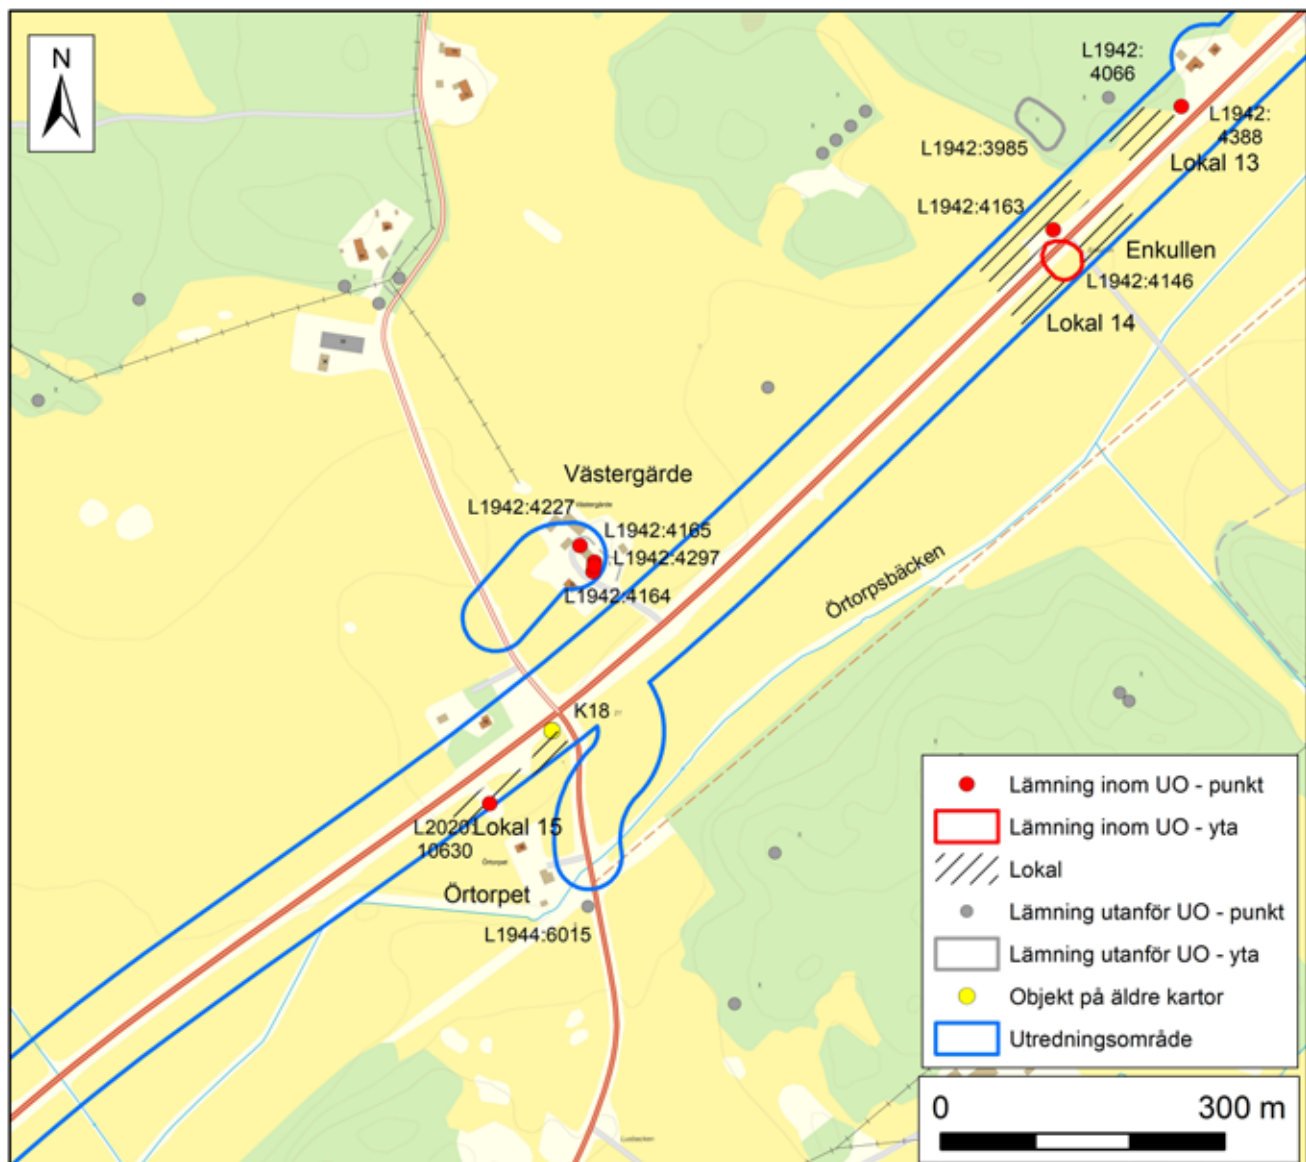 N
L1942:
4066
L1942:
4388
L1942:3985
Lokal 13
L1942:4163
Enkullen
L1942:4146
Lokal 14
Västergärde
L1942:4227
Västergärde
L1942:4165
L1942:4297
L1942:4164
Örtorpsbäcken
K18
L2020:
10630
Lokal 15
Örtorpet
Örtorpet
L1944:6015
Lusbacken
Lämning inom UO - punkt
Lämning inom UO - yta
Lokal
Lämning utanför UO - punkt
Lämning utanför UO - yta
Objekt på äldre kartor
Utredningsområde
0 300 m